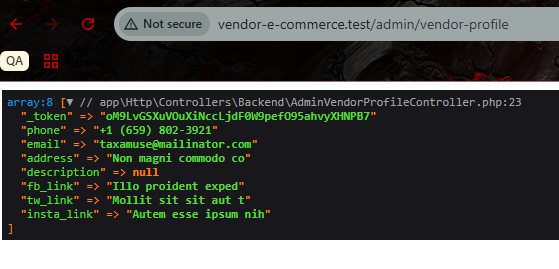 Not secure vendor-e-commerce.test/admin/vendor-profile
QA
array:8 [▼ // app\Http\Controllers\Backend\AdminVendorProfileController.php:23
"_token" => "oM9LvGSXuVOuXiNccLjdF0W9pefO95ahvyXHNPB7"
"phone" => "+1 (659) 802-3921"
"email" => "taxamuse@mailinator.com"
"address" => "Non magni commodo co"
"description" => null
"fb_link" => "Illo proident exped"
"tw_link" => "Mollit sit sit aut t"
"insta_link" => "Autem esse ipsum nih"
]